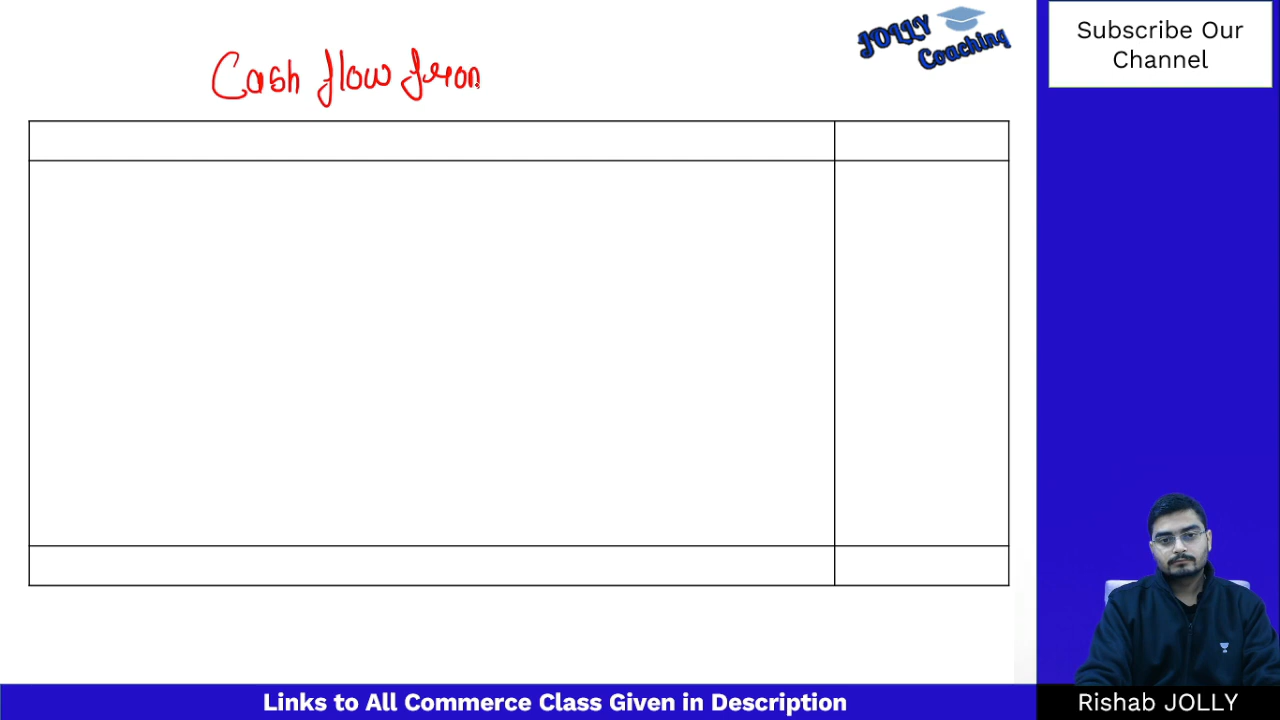 Cash flow from
JOLLY
Coaching
Subscribe Our
Channel
Links to All Commerce Class Given in Description
Rishab JOLLY